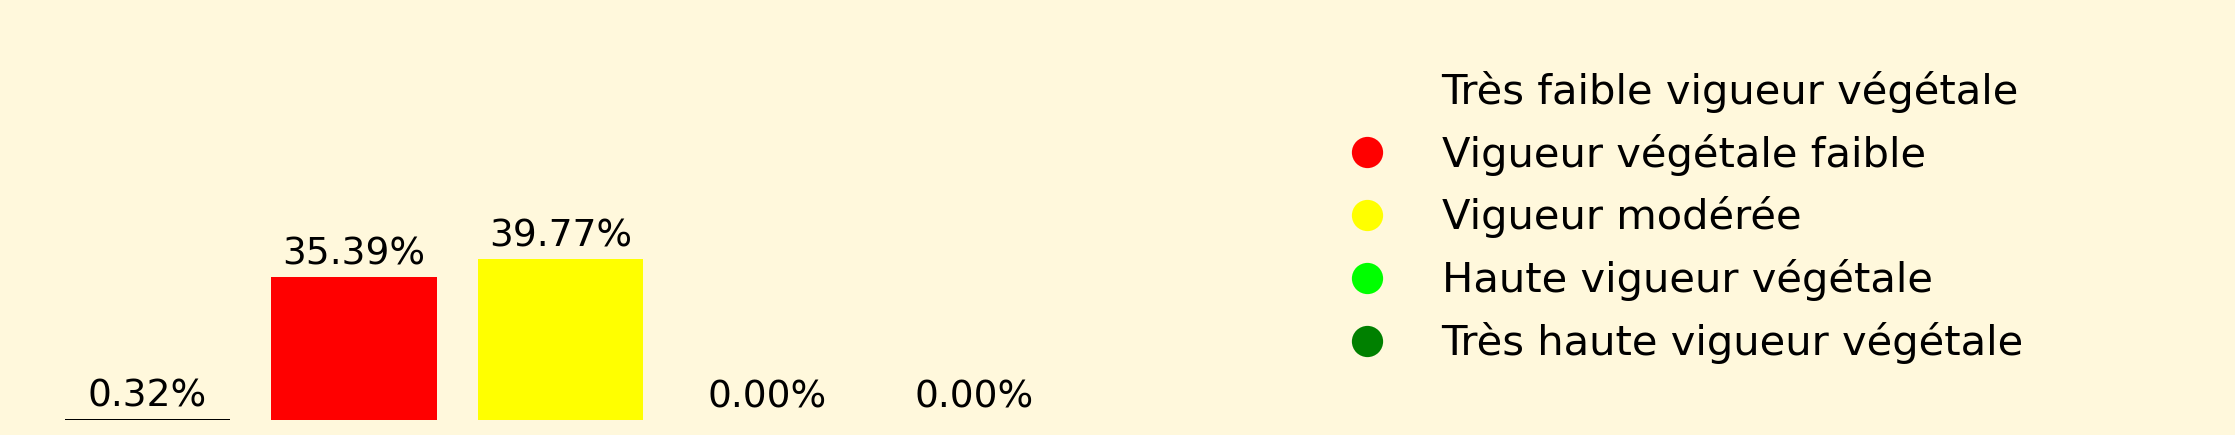 0.32%
35.39%
39.77%
0.00%
0.00%
Très faible vigueur végétale
Vigueur végétale faible
Vigueur modérée
Haute vigueur végétale
Très haute vigueur végétale